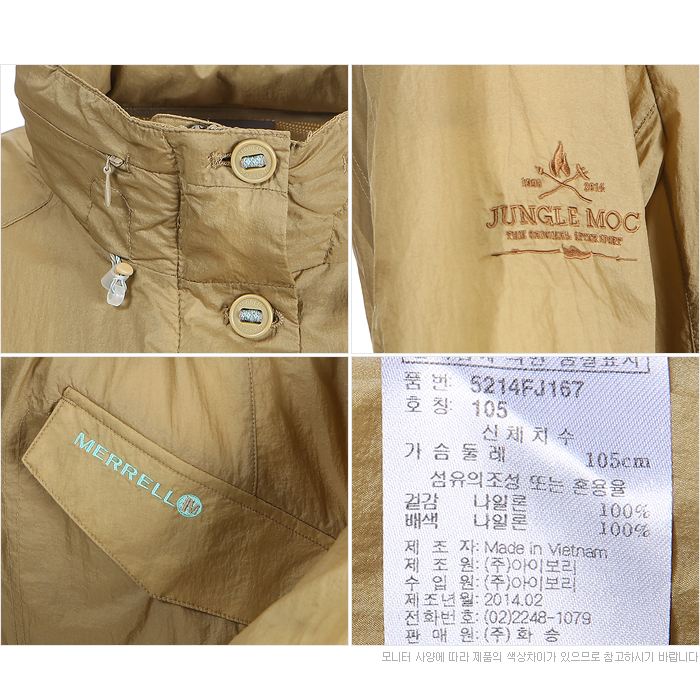 1998 2014
JUNGLE MOC
MERRELL M
품 번: 5214FJ167
호 칭: 105
신체치수
가슴둘레 105cm
섬유의조성 또는 혼용율
겉감 나일론 100%
배색 나일론 100%
제 조 자: Made in Vietnam
제 조 원: (주)아이보리
수 입 원: (주)아이보리
제조년월: 2014.02
전화번호: (02)2248-1079
판 매 원: (주) 화 승
모니터 사양에 따라 제품의 색상차이가 있으므로 참고하시기 바랍니다